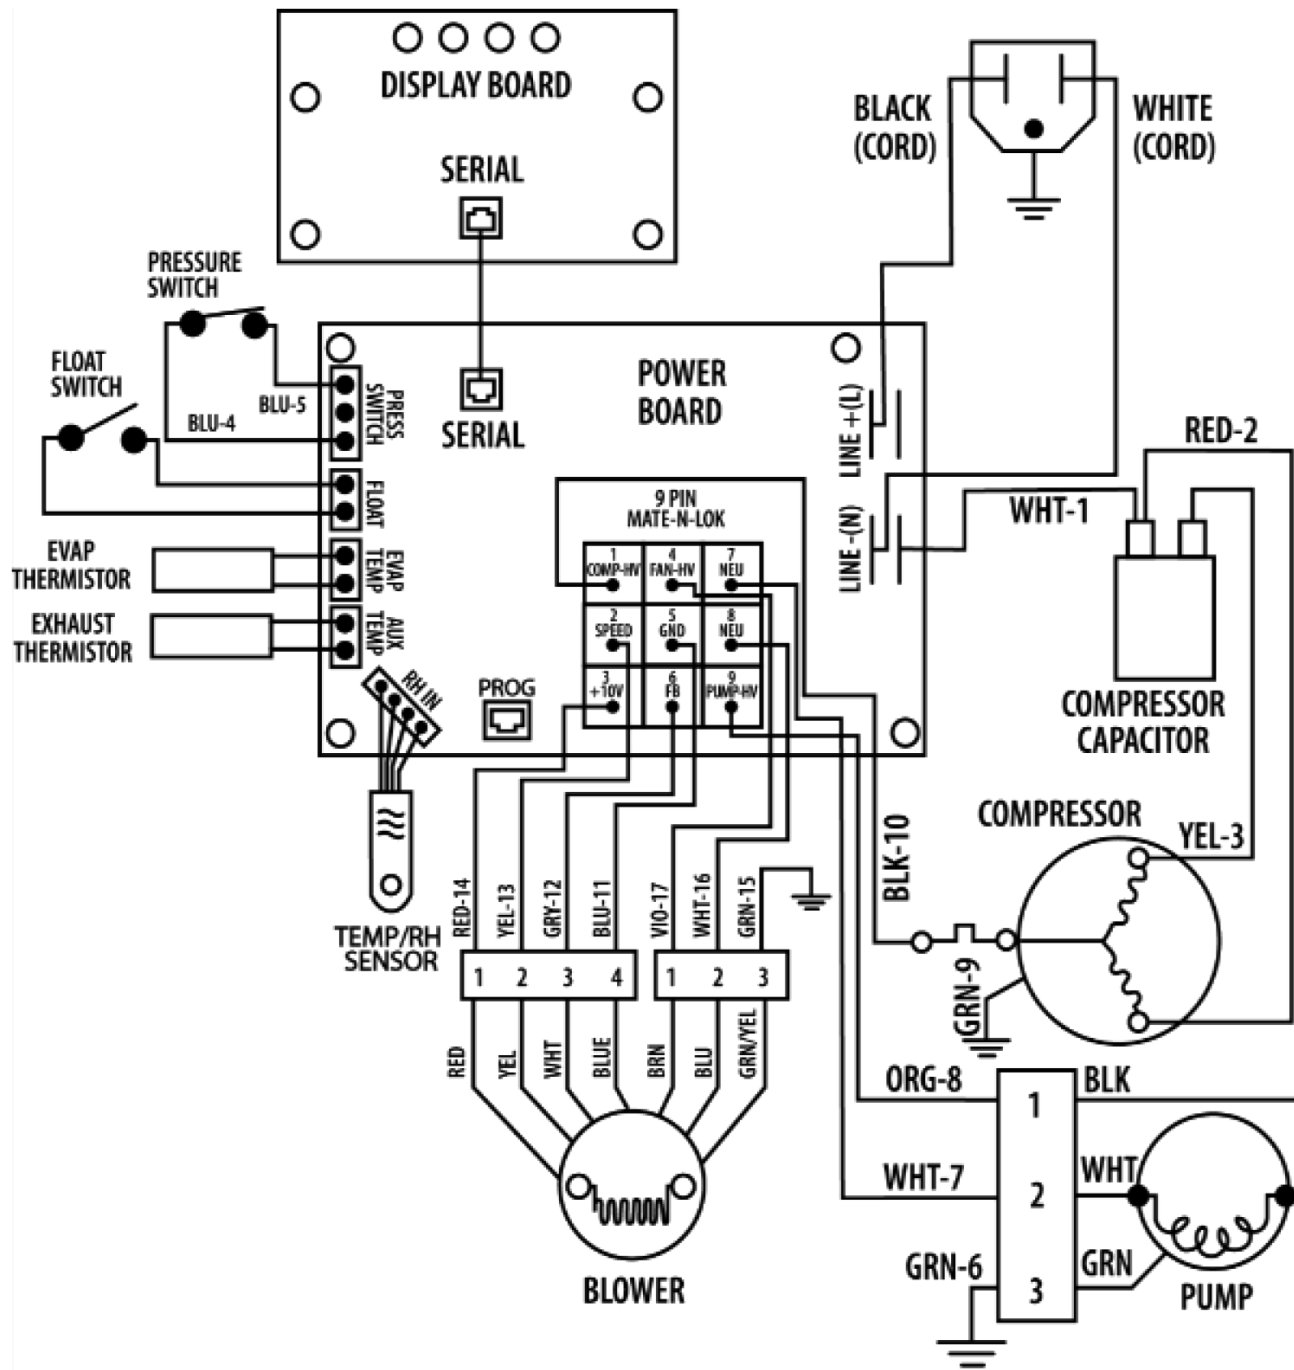 DISPLAY BOARD
SERIAL
BLACK
(CORD)
WHITE
(CORD)
PRESSURE
SWITCH
FLOAT
SWITCH
BLU-5
BLU-4
PRESS
SWITCH
FLOAT
EVAP
TEMP
AUX
TEMP
EVAP
THERMISTOR
EXHAUST
THERMISTOR
SERIAL
POWER
BOARD
LINE +(L)
LINE -(N)
9 PIN
MATE-N-LOK
1
COMP-HV
4
FAN-HV
7
NEU
2
SPEED
5
GND
8
NEU
3
+10V
6
FB
9
PUMP-HV
RH IN
PROG
TEMP/RH
SENSOR
RED-2
WHT-1
COMPRESSOR
CAPACITOR
COMPRESSOR
YEL-3
BLK-10
GRN-9
RED-14
YEL-13
GRY-12
BLU-11
VIO-17
WHT-16
GRN-15
1 2 3 4
1 2 3
RED
YEL
WHT
BLUE
BRN
BLU
GRN/YEL
BLOWER
ORG-8
1
BLK
WHT-7
2
WHT
GRN-6
3
GRN
PUMP